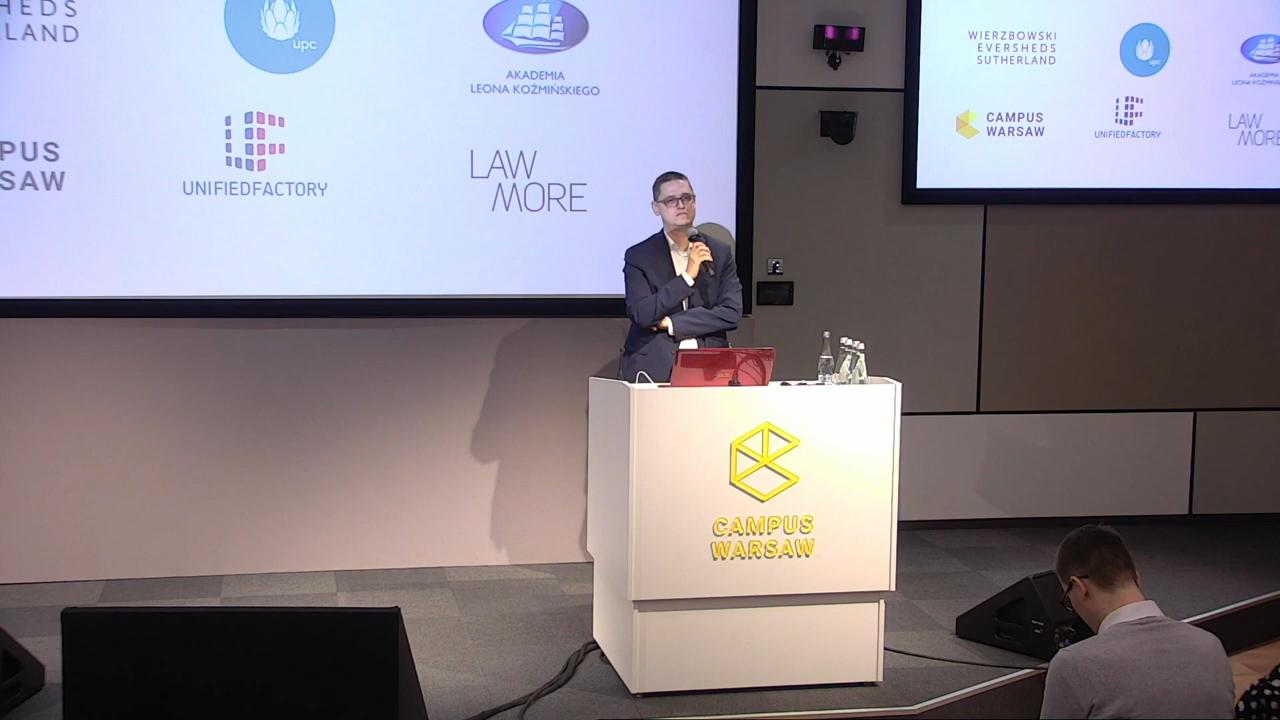 HEDS
LAND
upc
AKADEMIA
LEONA KOŹMIŃSKIEGO
PUS
SAW
UNIFIEDFACTORY
LAW
MORE
WIERZBOWSKI
EVERSHEDS
SUTHERLAND
upc
CAMPUS
WARSAW
UNIFIEDFACTORY
LAW
MORE
CAMPUS
WARSAW